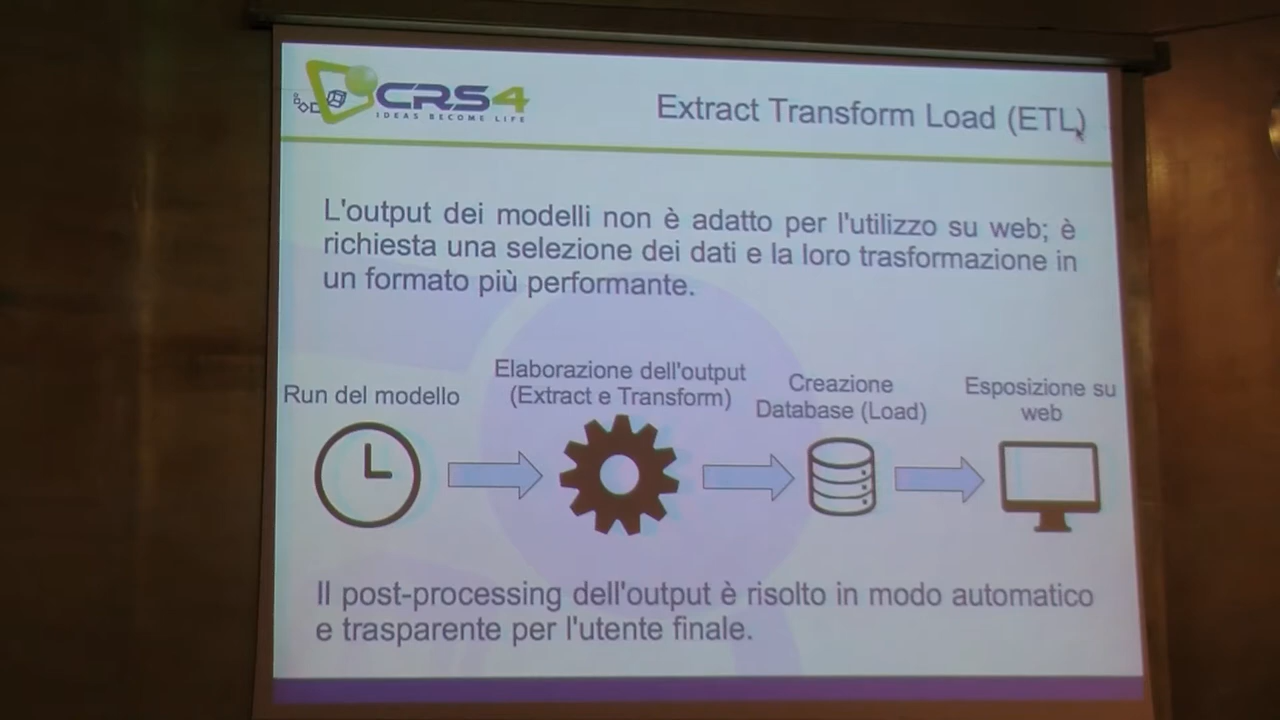 CRS4
IDEAS BECOME LIFE
Extract Transform Load (ETL)
L'output dei modelli non è adatto per l'utilizzo su web; è
richiesta una selezione dei dati e la loro trasformazione in
un formato più performante.
Run del modello
Elaborazione dell'output
(Extract e Transform)
Creazione
Database (Load)
Esposizione su
web
Il post-processing dell'output è risolto in modo automatico
e trasparente per l'utente finale.